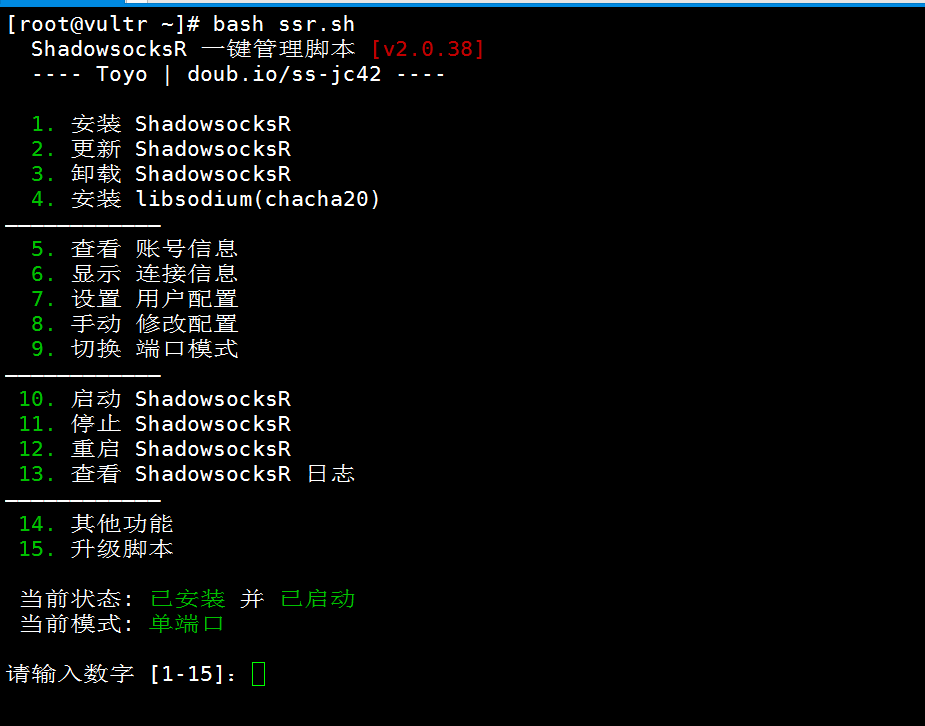 [root@vultr ~]# bash ssr.sh
ShadowsocksR 一键管理脚本 [v2.0.38]
---- Toyo | doub.io/ss-jc42 ----
1. 安装 ShadowsocksR
2. 更新 ShadowsocksR
3. 卸载 ShadowsocksR
4. 安装 libsodium(chacha20)
————————————
5. 查看 账号信息
6. 显示 连接信息
7. 设置 用户配置
8. 手动 修改配置
9. 切换 端口模式
————————————
10. 启动 ShadowsocksR
11. 停止 ShadowsocksR
12. 重启 ShadowsocksR
13. 查看 ShadowsocksR 日志
————————————
14. 其他功能
15. 升级脚本
当前状态: 已安装 并 已启动
当前模式: 单端口
请输入数字 [1-15]：